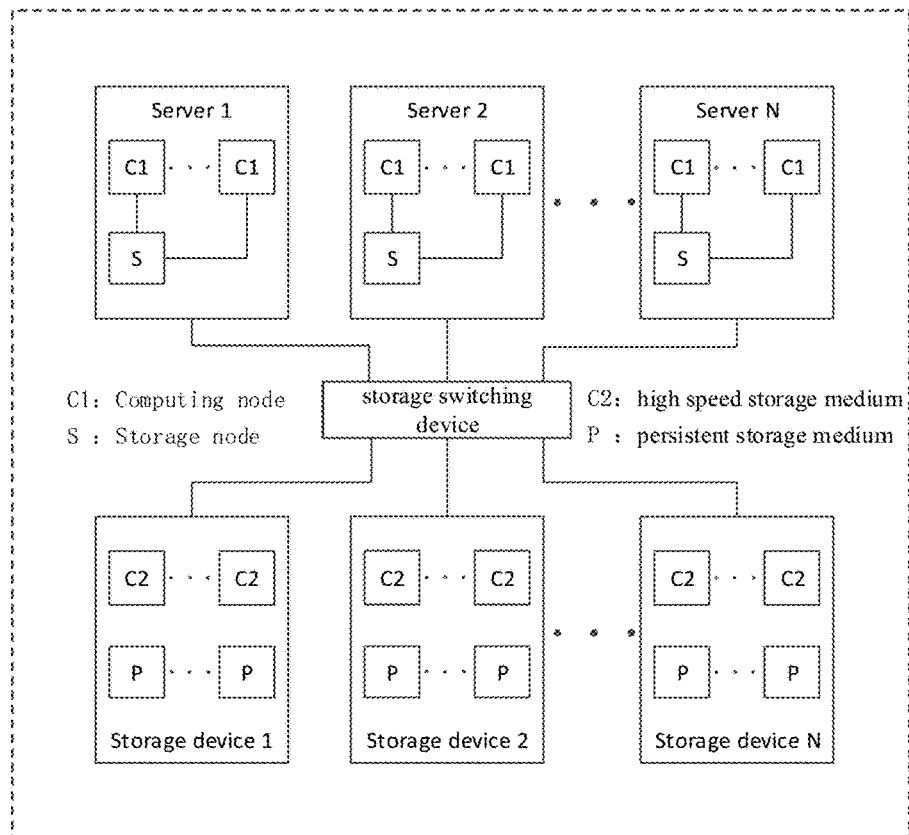 Server 1
Server 2
Server N
C1 · · · C1
C1 · · · C1
C1 · · · C1
S
S
S
C1: Computing node
S : Storage node
storage switching
device
C2: high speed storage medium
P : persistent storage medium
C2 · · · C2
C2 · · · C2
C2 · · · C2
P · · · P
P · · · P
P · · · P
Storage device 1
Storage device 2
Storage device N